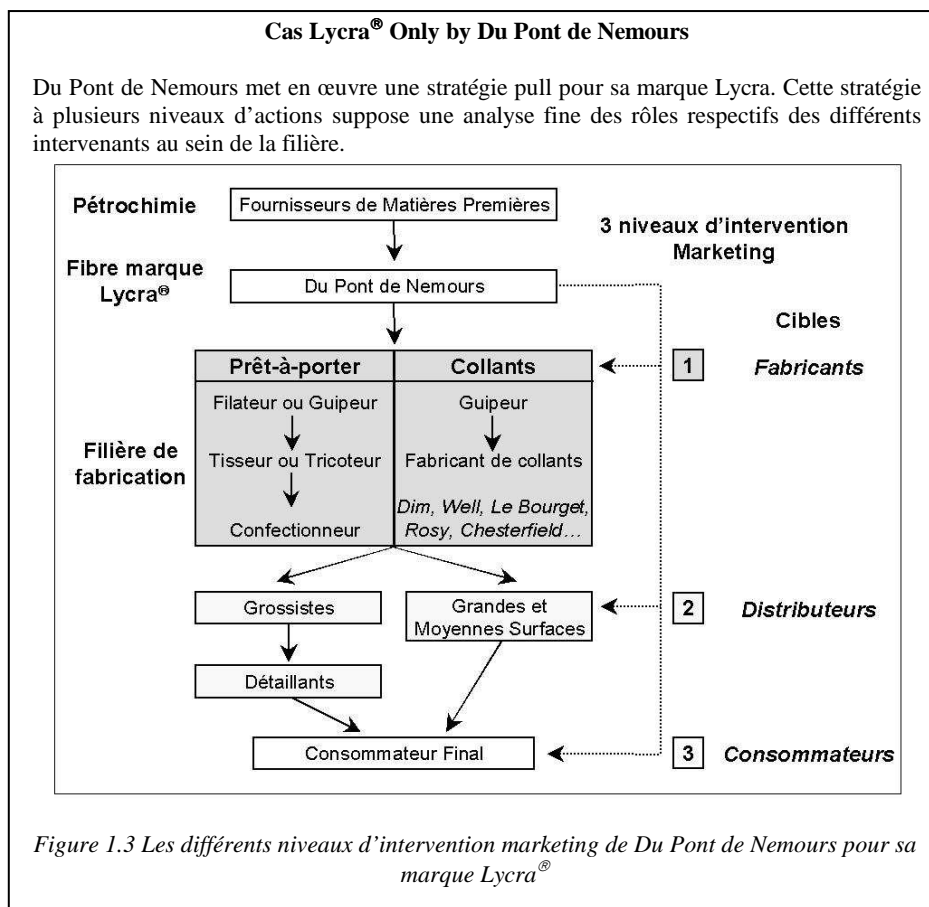 Cas Lycra® Only by Du Pont de Nemours
Du Pont de Nemours met en œuvre une stratégie pull pour sa marque Lycra. Cette stratégie
à plusieurs niveaux d’actions suppose une analyse fine des rôles respectifs des différents
intervenants au sein de la filière.
Pétrochimie
Fournisseurs de Matières Premières
3 niveaux d’intervention
Marketing
Fibre marque
Lycra®
Du Pont de Nemours
Cibles
Prêt-à-porter
Collants
1
Fabricants
Filateur ou Guipeur
Guipeur
Filière de
fabrication
Tisseur ou Tricoteur
Fabricant de collants
Dim, Well, Le Bourget,
Rosy, Chesterfield…
Confectionneur
Grossistes
Grandes et
Moyennes Surfaces
2
Distributeurs
Détaillants
Consommateur Final
3
Consommateurs
Figure 1.3 Les différents niveaux d’intervention marketing de Du Pont de Nemours pour sa
marque Lycra®